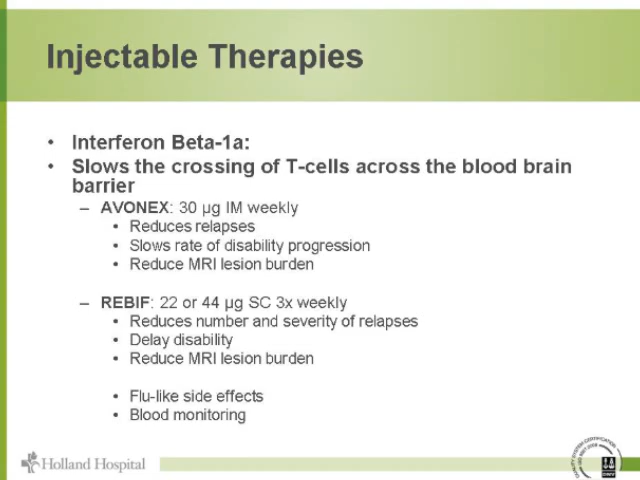 Injectable Therapies
• Interferon Beta-1a:
• Slows the crossing of T-cells across the blood brain
barrier
– AVONEX: 30 µg IM weekly
• Reduces relapses
• Slows rate of disability progression
• Reduce MRI lesion burden
– REBIF: 22 or 44 µg SC 3x weekly
• Reduces number and severity of relapses
• Delay disability
• Reduce MRI lesion burden
• Flu-like side effects
• Blood monitoring
Holland Hospital